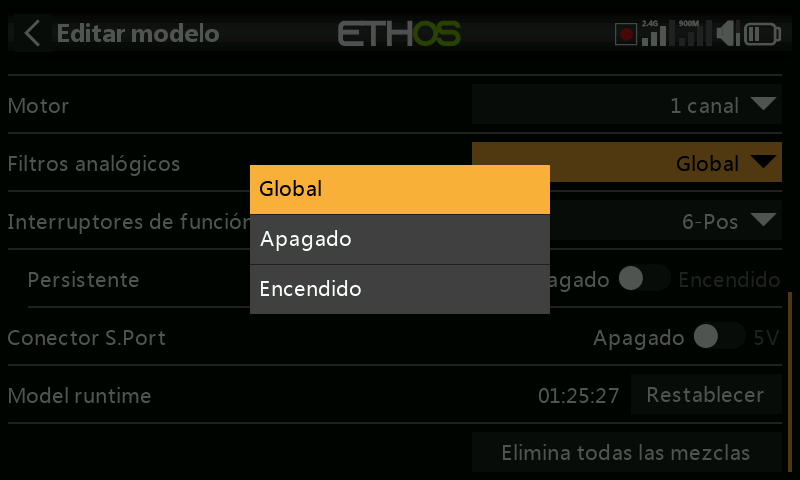 Editar modelo
ETHOS
2.4G
900M
Motor
1 canal
Filtros analógicos
Global
Global
Apagado
Encendido
Interruptores de función
6-Pos
Persistente
agado
Encendido
Conector S.Port
Apagado
5V
Model runtime
01:25:27
Restablecer
Elimina todas las mezclas